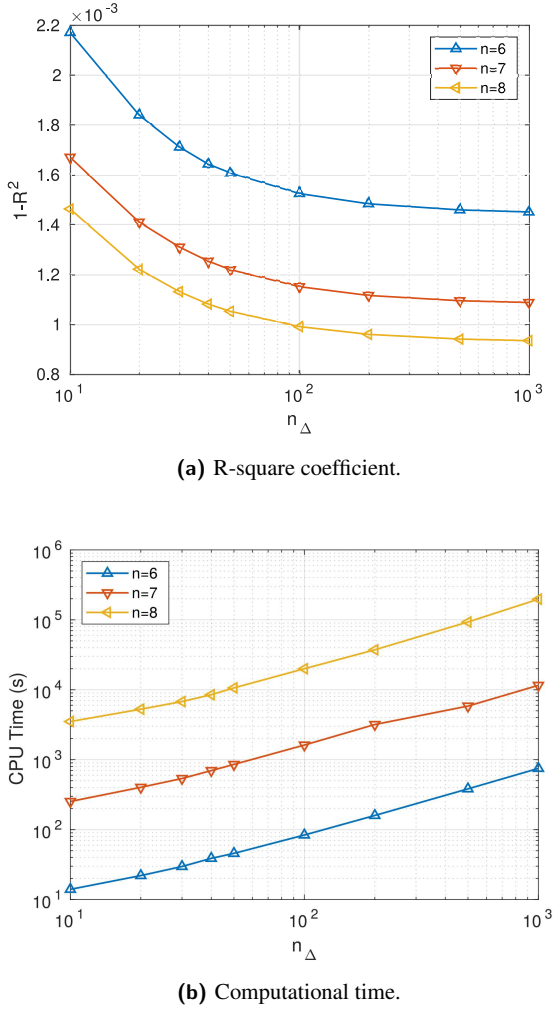 ×10⁻³
2.2
2
1.8
1.6
1.4
1.2
1
0.8
1-R²
n=6
n=7
n=8
10¹
10²
10³
n_Δ
(a) R-square coefficient.
10⁶
10⁵
10⁴
10³
10²
10¹
CPU Time (s)
n=6
n=7
n=8
10¹
10²
10³
n_Δ
(b) Computational time.